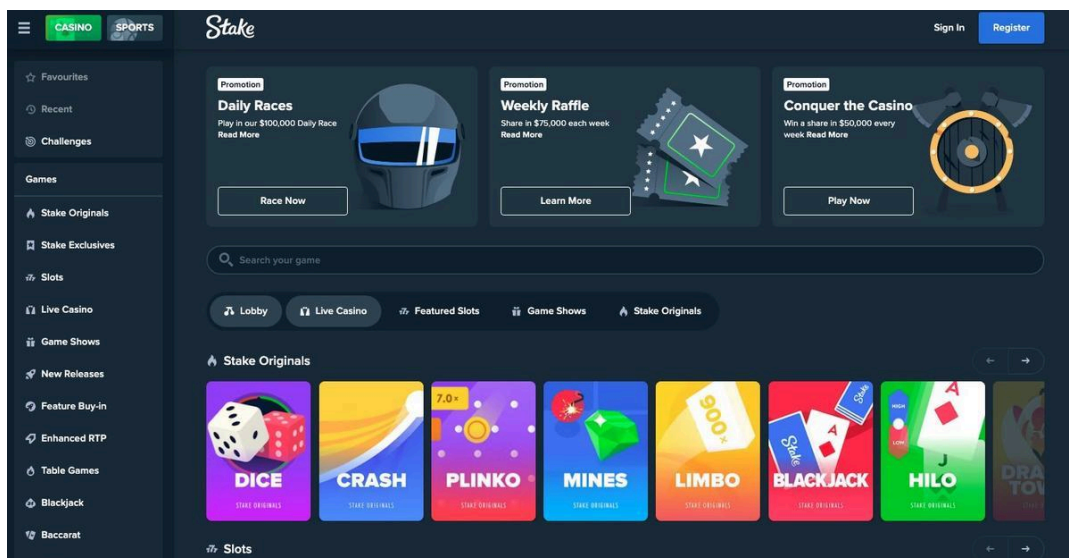 CASINO
SPORTS
Stake
Sign In
Register
Favourites
Recent
Challenges
Games
Stake Originals
Stake Exclusives
Slots
Live Casino
Game Shows
New Releases
Feature Buy-in
Enhanced RTP
Table Games
Blackjack
Baccarat
Promotion
Daily Races
Play in our $100,000 Daily Race
Read More
Race Now
Promotion
Weekly Raffle
Share in $75,000 each week
Read More
Learn More
Promotion
Conquer the Casino
Win a share in $50,000 every
week Read More
Play Now
Search your game
Lobby
Live Casino
Featured Slots
Game Shows
Stake Originals
Stake Originals
DICE
STAKE ORIGINALS
CRASH
STAKE ORIGINALS
7.0×
PLINKO
STAKE ORIGINALS
MINES
STAKE ORIGINALS
900×
LIMBO
STAKE ORIGINALS
Stake
Stake
A
BLACKJACK
STAKE ORIGINALS
HIGH
LOW
A
J
HILO
STAKE ORIGINALS
DRA
TOW
Slots